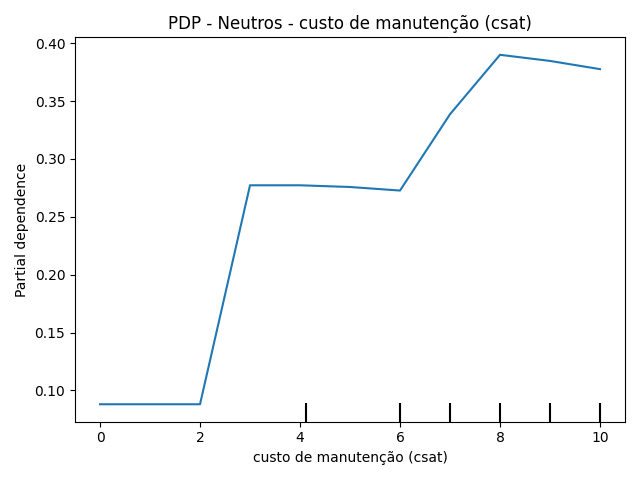 PDP - Neutros - custo de manutenção (csat)
0.40
0.35
0.30
0.25
0.20
0.15
0.10
Partial dependence
0 2 4 6 8 10
custo de manutenção (csat)